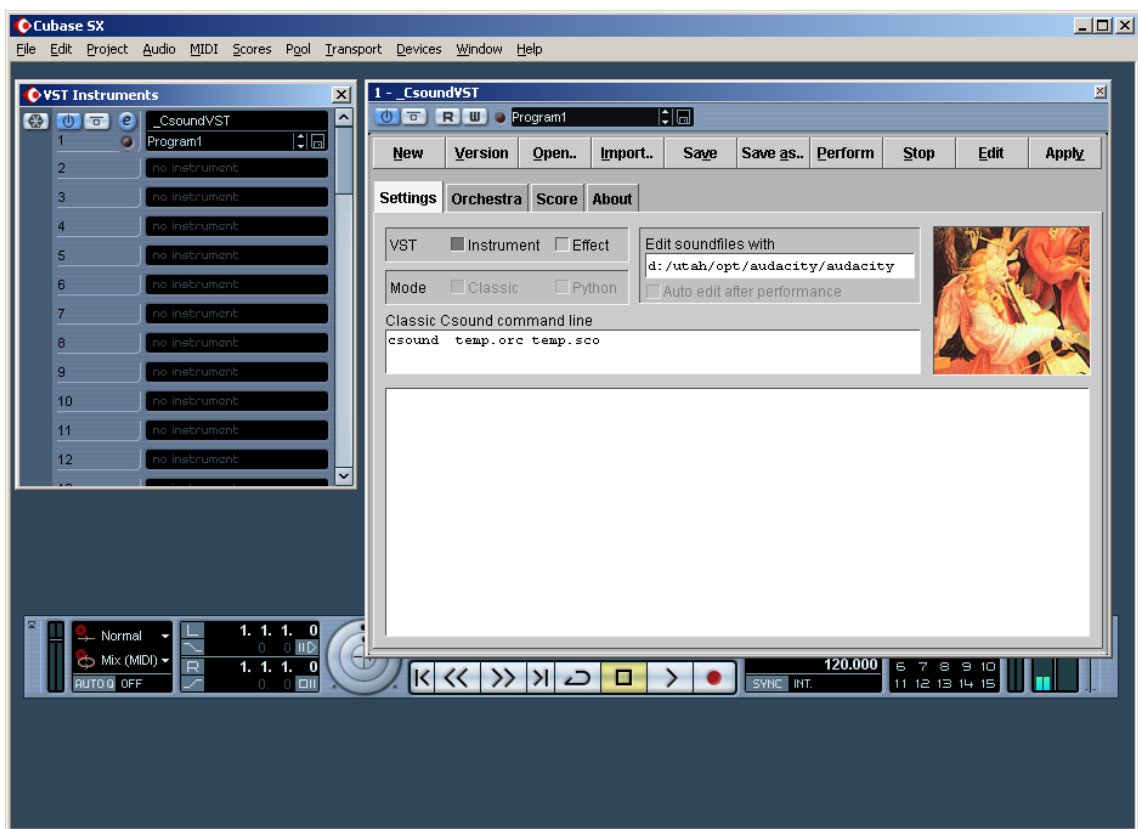 Cubase SX
File Edit Project Audio MIDI Scores Pool Transport Devices Window Help
VST Instruments
e _CsoundVST
1 Program1
2 no instrument
3 no instrument
4 no instrument
5 no instrument
6 no instrument
7 no instrument
8 no instrument
9 no instrument
10 no instrument
11 no instrument
12 no instrument
1 - _CsoundVST
R W Program1
New Version Open.. Import.. Save Save as.. Perform Stop Edit Apply
Settings Orchestra Score About
VST Instrument Effect
Mode Classic Python
Edit soundfiles with
d:/utah/opt/audacity/audacity
Auto edit after performance
Classic Csound command line
csound temp.orc temp.sco
Normal
Mix (MIDI)
AUTO Q OFF
L 1. 1. 1. 0
0. 0
R 1. 1. 1. 0
0. 0
120.000
SYNC INT.
6 7 8 9 10
11 12 13 14 15